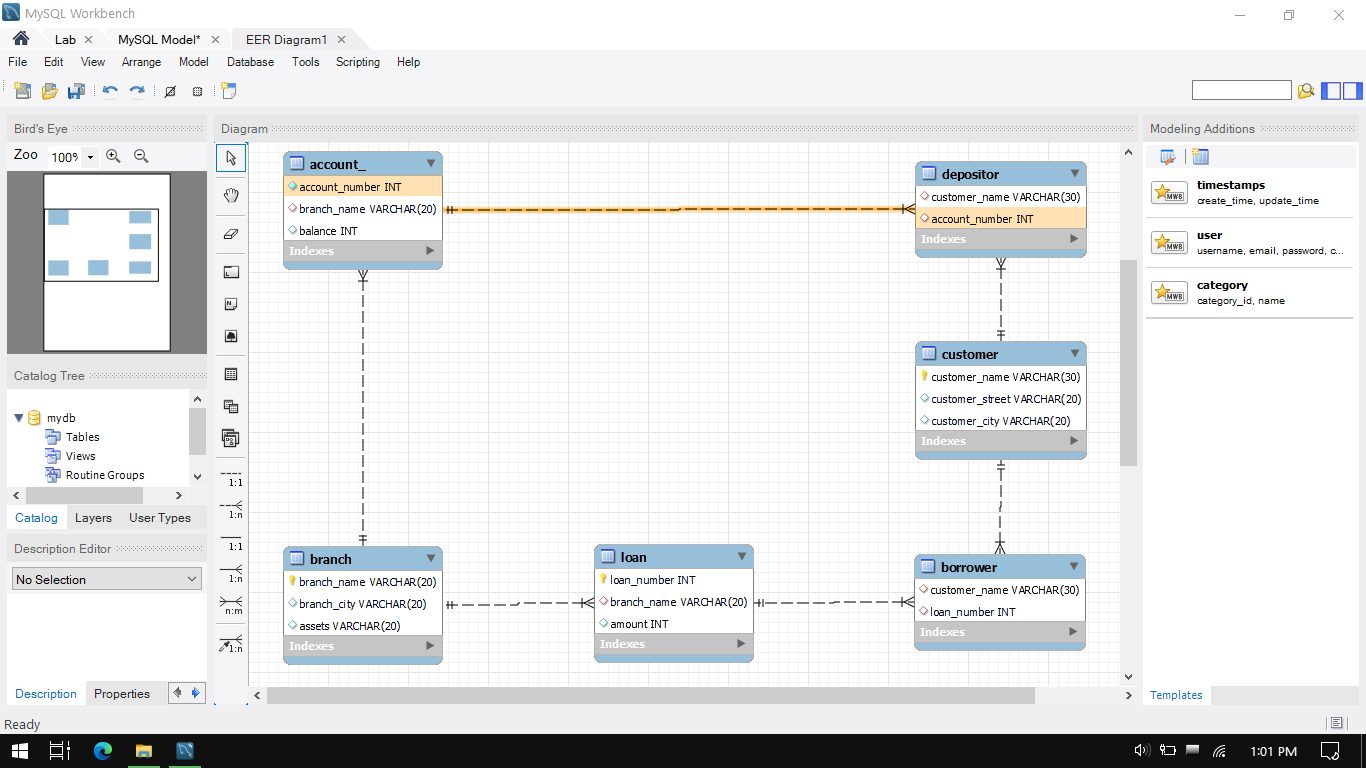 MySQL Workbench
Lab
MySQL Model*
EER Diagram1
File Edit View Arrange Model Database Tools Scripting Help
Bird's Eye
Zoo 100%
Catalog Tree
mydb
Tables
Views
Routine Groups
Catalog Layers User Types
Description Editor
No Selection
Description Properties
Diagram
1:1
1:n
1:1
1:n
n:m
1:n
account_
account_number INT
branch_name VARCHAR(20)
balance INT
Indexes
depositor
customer_name VARCHAR(30)
account_number INT
Indexes
customer
customer_name VARCHAR(30)
customer_street VARCHAR(20)
customer_city VARCHAR(20)
Indexes
branch
branch_name VARCHAR(20)
branch_city VARCHAR(20)
assets VARCHAR(20)
Indexes
loan
loan_number INT
branch_name VARCHAR(20)
amount INT
Indexes
borrower
customer_name VARCHAR(30)
loan_number INT
Indexes
Modeling Additions
MWB
timestamps
create_time, update_time
MWB
user
username, email, password, c...
MWB
category
category_id, name
Templates
Ready
1:01 PM